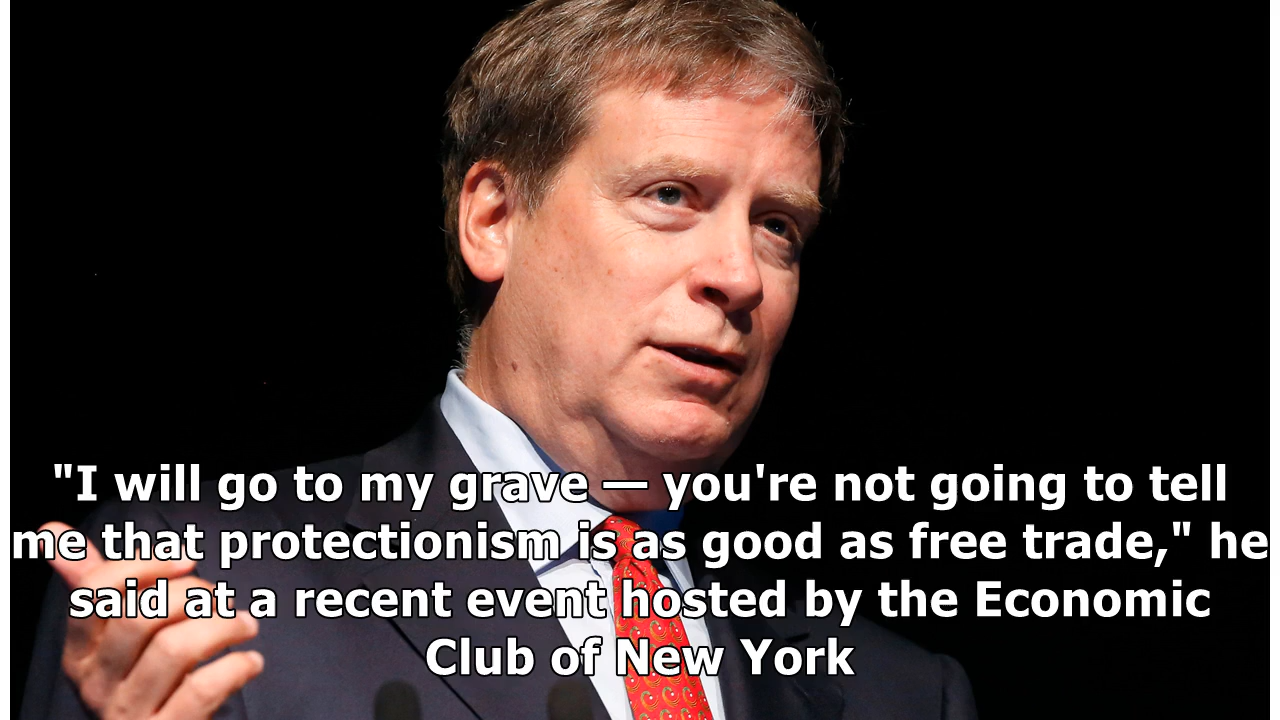 "I will go to my grave — you're not going to tell
me that protectionism is as good as free trade," he
said at a recent event hosted by the Economic
Club of New York